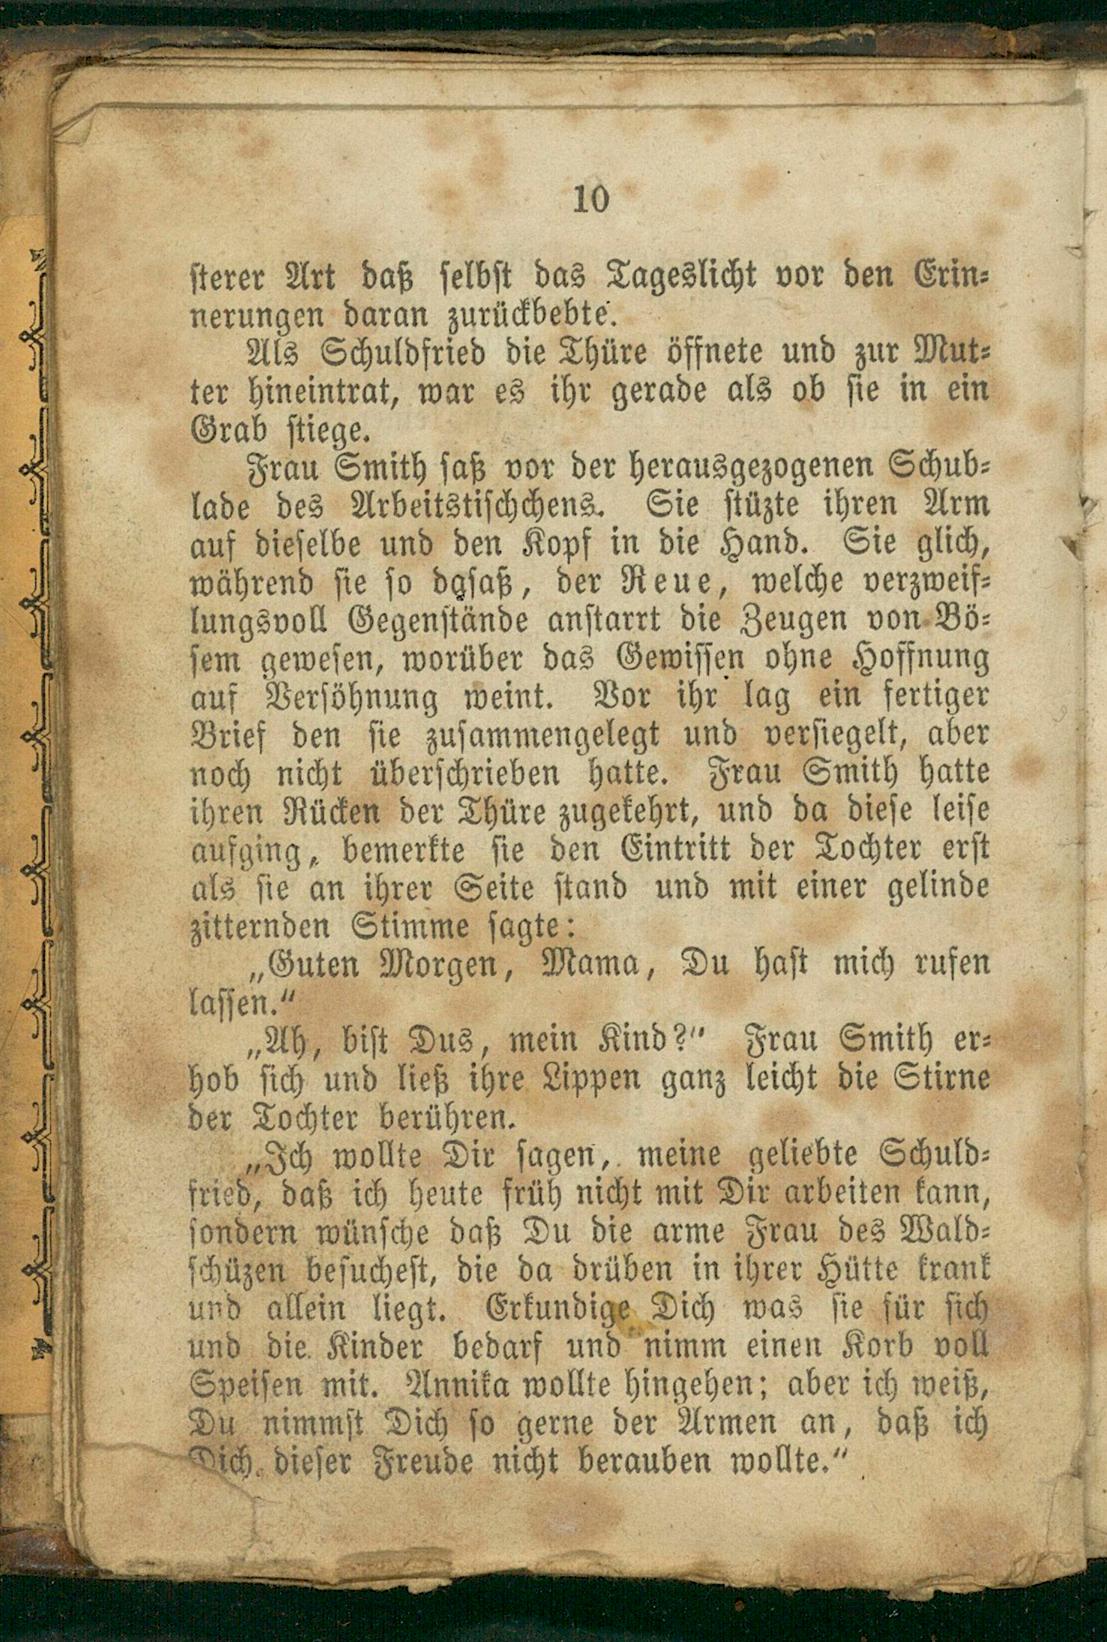 10
sterer Art daß selbst das Tageslicht vor den Erin-
nerungen daran zurückbebte.
Als Schuldfried die Thüre öffnete und zur Mut-
ter hineintrat, war es ihr gerade als ob sie in ein
Grab stiege.
Frau Smith saß vor der herausgezogenen Schub-
lade des Arbeitstischchens. Sie stüzte ihren Arm
auf dieselbe und den Kopf in die Hand. Sie glich,
während sie so dasaß, der Reue, welche verzweif-
lungsvoll Gegenstände anstarrt die Zeugen von Bö-
sem gewesen, worüber das Gewissen ohne Hoffnung
auf Versöhnung weint. Vor ihr lag ein fertiger
Brief den sie zusammengelegt und versiegelt, aber
noch nicht überschrieben hatte. Frau Smith hatte
ihren Rücken der Thüre zugekehrt, und da diese leise
aufging, bemerkte sie den Eintritt der Tochter erst
als sie an ihrer Seite stand und mit einer gelinde
zitternden Stimme sagte:
„Guten Morgen, Mama, Du hast mich rufen
lassen.“
„Ah, bist Dus, mein Kind?“ Frau Smith er-
hob sich und ließ ihre Lippen ganz leicht die Stirne
der Tochter berühren.
„Ich wollte Dir sagen, meine geliebte Schuld-
fried, daß ich heute früh nicht mit Dir arbeiten kann,
sondern wünsche daß Du die arme Frau des Wald-
schüzen besuchest, die da drüben in ihrer Hütte krank
und allein liegt. Erkundige Dich was sie für sich
und die Kinder bedarf und nimm einen Korb voll
Speisen mit. Annika wollte hingehen; aber ich weiß,
Du nimmst Dich so gerne der Armen an, daß ich
Dich dieser Freude nicht berauben wollte.“